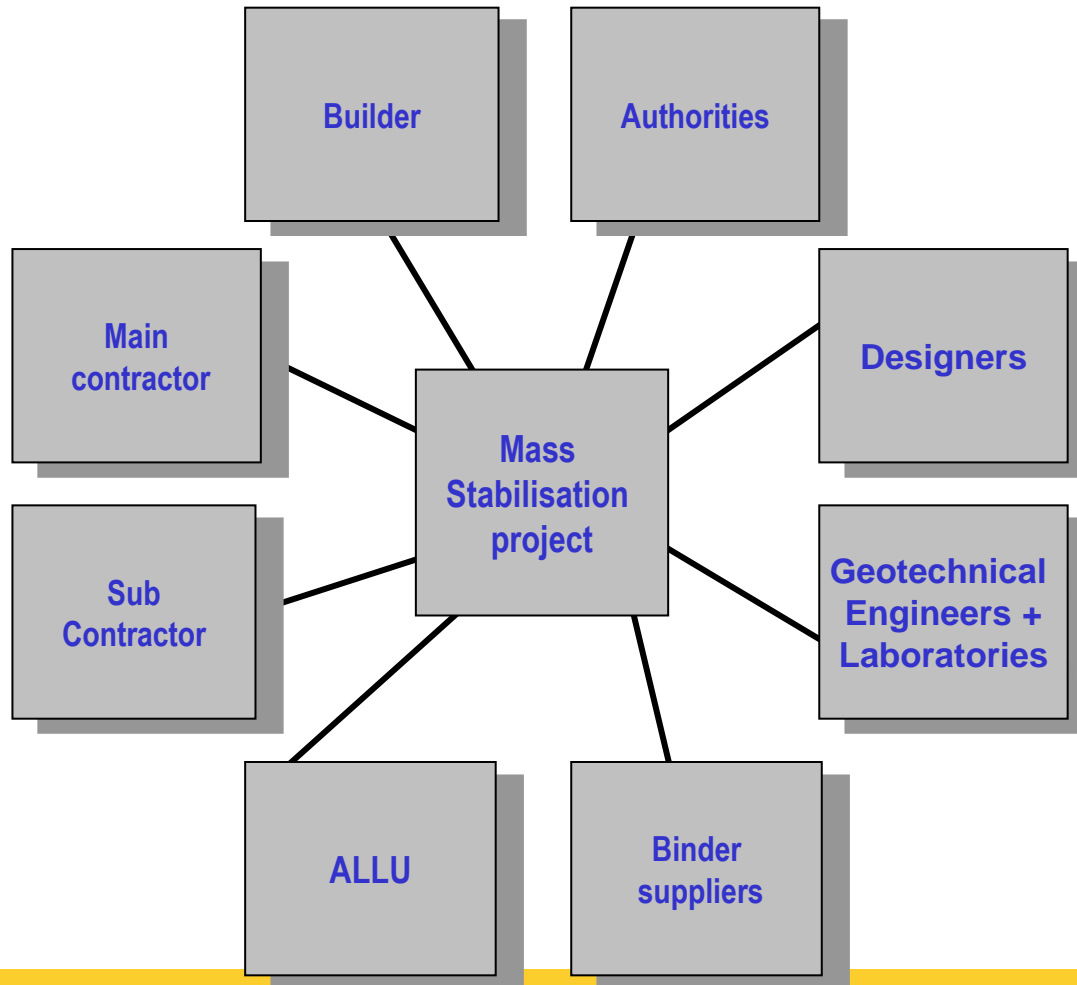 Builder
Authorities
Main
contractor
Designers
Mass
Stabilisation
project
Sub
Contractor
Geotechnical
Engineers +
Laboratories
ALLU
Binder
suppliers